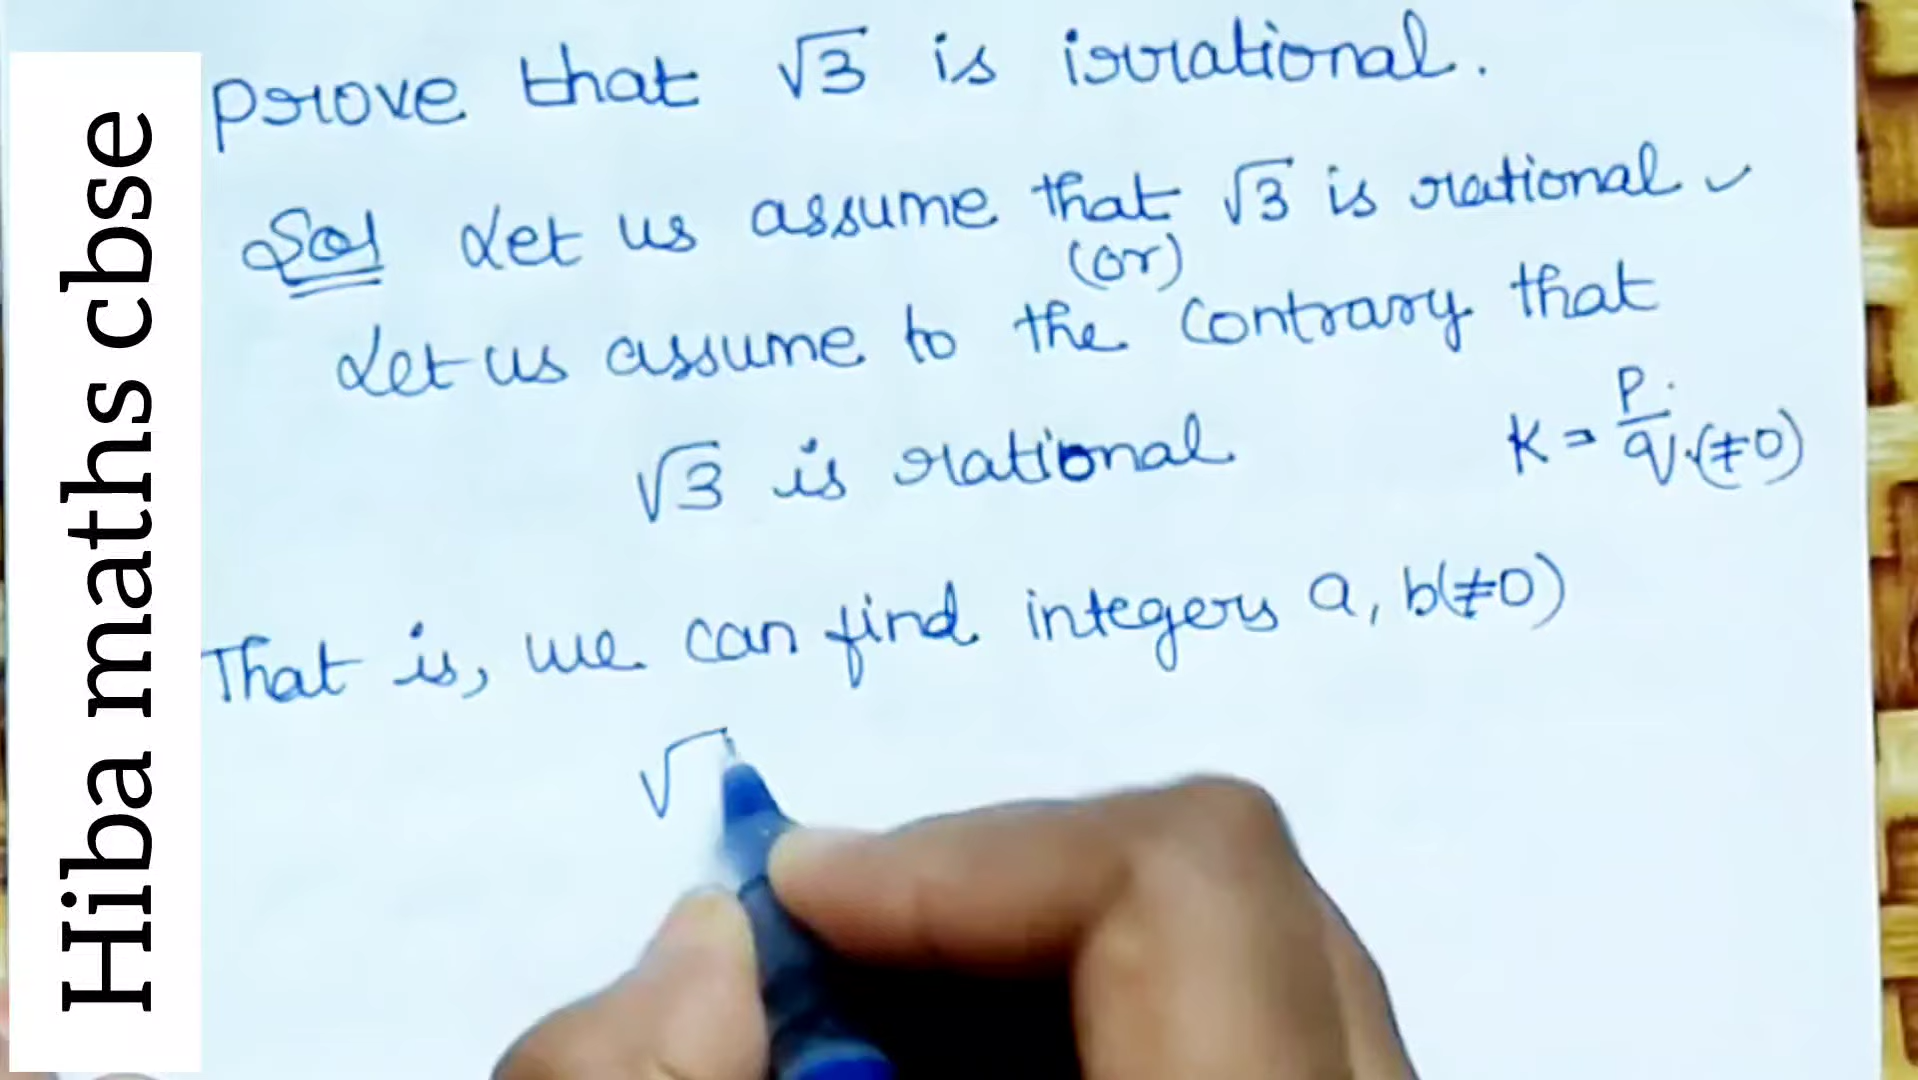 Hiba maths cbse
prove that √3 is irrational.
Sol Let us assume that √3 is rational ✓
(or)
Let us assume to the contrary that
√3 is rational
K = p/q (≠0)
That is, we can find integers a, b(≠0)
√